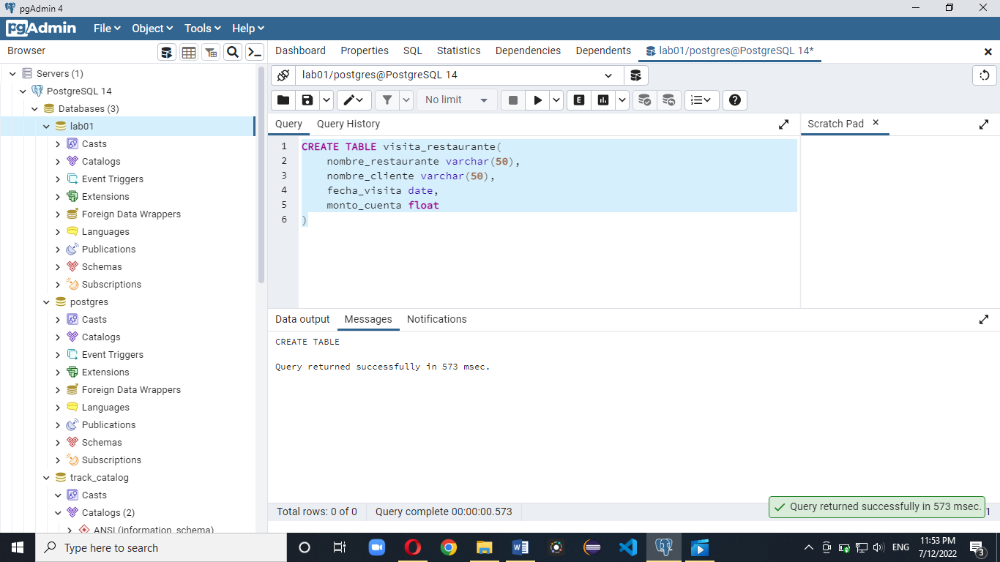 pgAdmin 4
pgAdmin File Object Tools Help
Browser
Dashboard Properties SQL Statistics Dependencies Dependents lab01/postgres@PostgreSQL 14*
Servers (1)
PostgreSQL 14
Databases (3)
lab01
Casts
Catalogs
Event Triggers
Extensions
Foreign Data Wrappers
Languages
Publications
Schemas
Subscriptions
postgres
Casts
Catalogs
Event Triggers
Extensions
Foreign Data Wrappers
Languages
Publications
Schemas
Subscriptions
track_catalog
Casts
Catalogs (2)
ANSI (information_schema)
lab01/postgres@PostgreSQL 14
No limit
E
Query Query History
Scratch Pad
1 CREATE TABLE visita_restaurante(
2 nombre_restaurante varchar(50),
3 nombre_cliente varchar(50),
4 fecha_visita date,
5 monto_cuenta float
6 )
Data output Messages Notifications
CREATE TABLE
Query returned successfully in 573 msec.
Total rows: 0 of 0 Query complete 00:00:00.573
Query returned successfully in 573 msec.
1
Type here to search
ENG
11:53 PM
7/12/2022
3